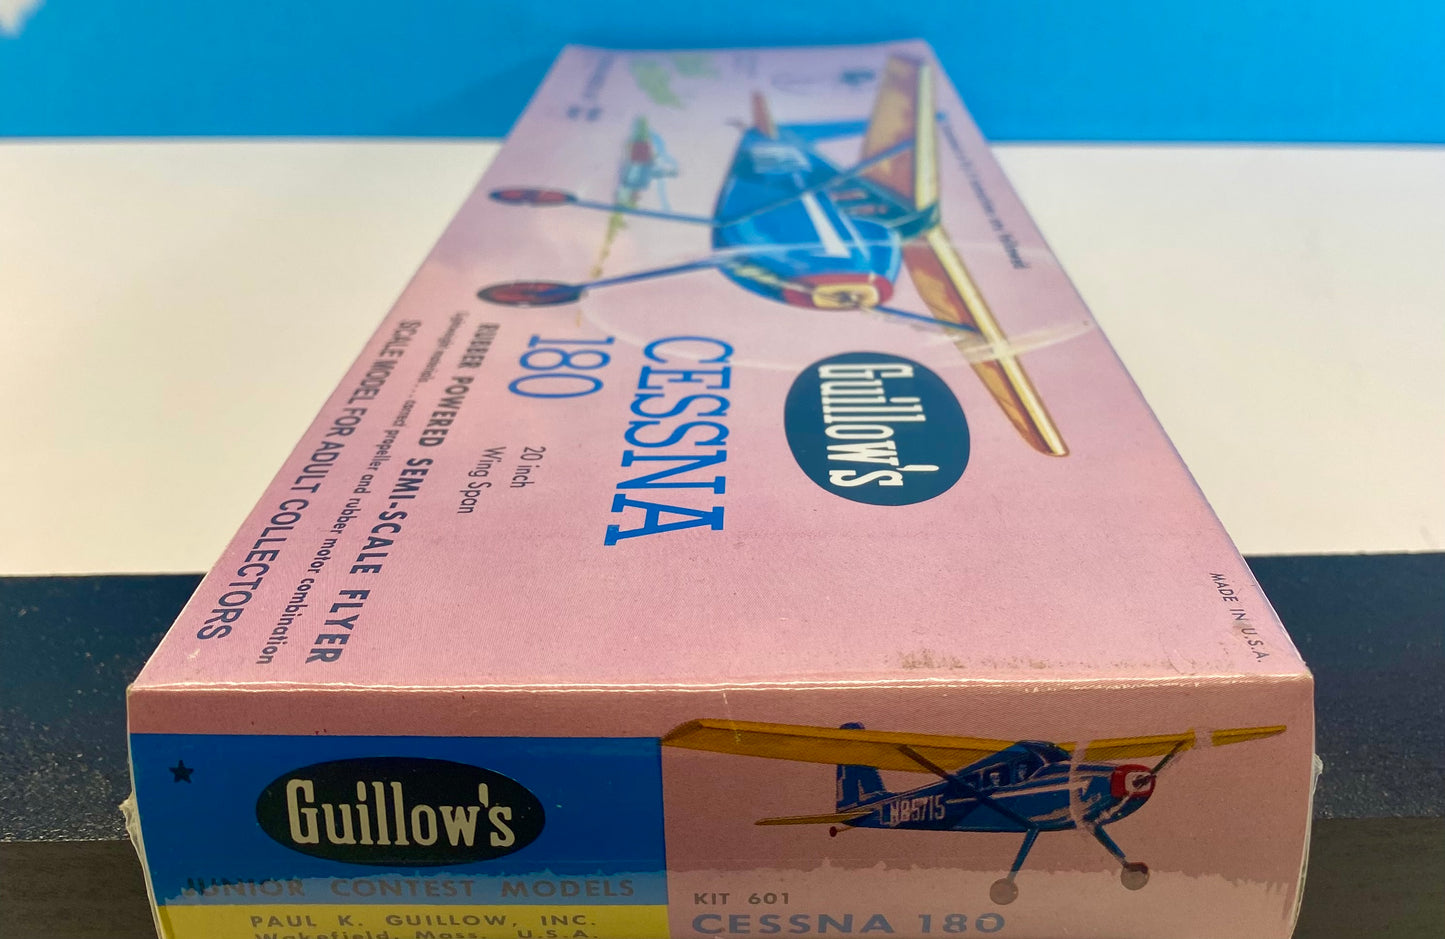 Guillow's
CESSNA
180
20 inch
Wing Span
RUBBER POWERED SEMI-SCALE FLYER
Lightweight materials... correct propeller and rubber motor combination
SCALE MODEL FOR ADULT COLLECTORS
MADE IN U.S.A.
Guillow's
JUNIOR CONTEST MODELS
PAUL K. GUILLOW, INC.
Wakefield, Mass. U.S.A.
N85715
KIT 601
CESSNA 180